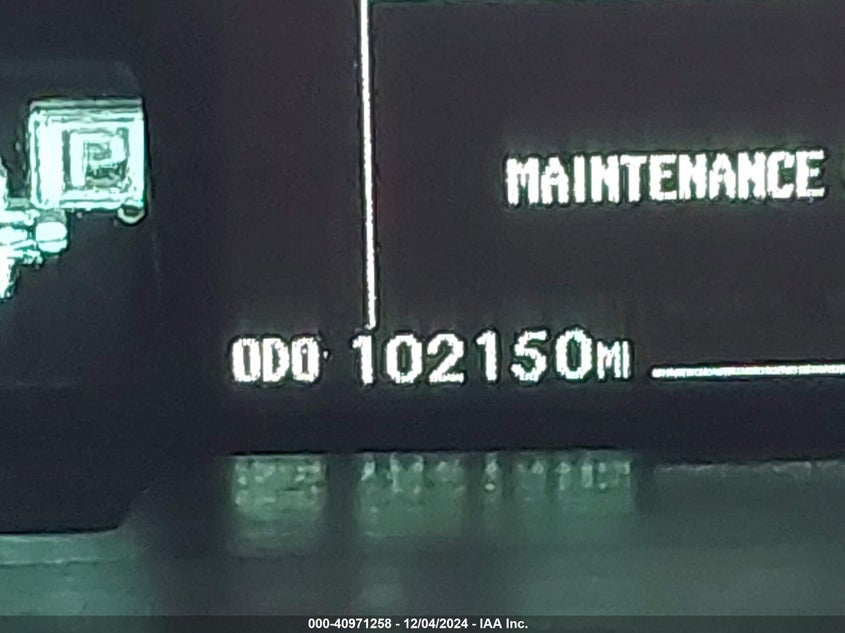 P
MAINTENANCE
ODO 102150MI
000-40971258 - 12/04/2024 - IAA Inc.